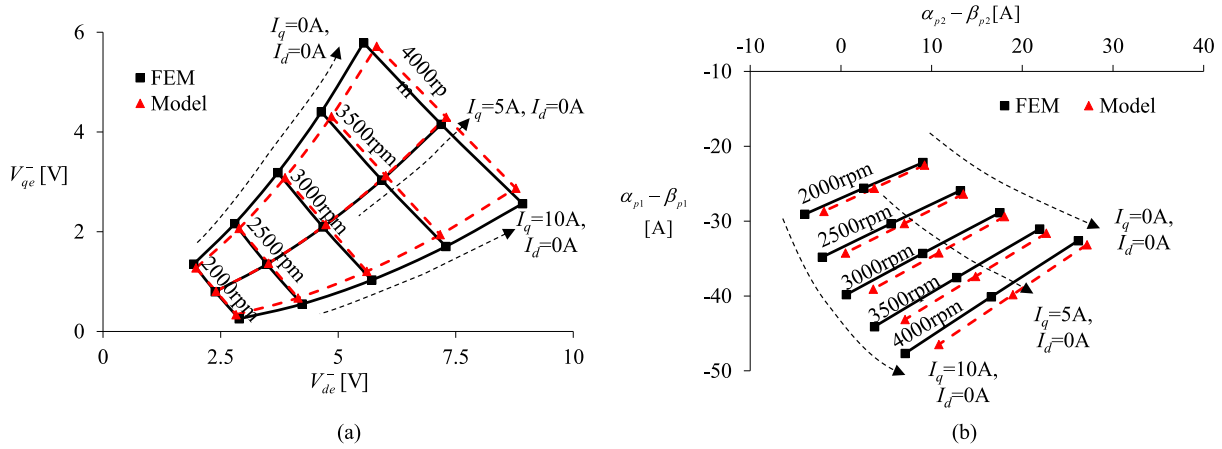 6
4
2
0
0
2.5
5
7.5
10
V⁻qe [V]
V⁻de [V]
FEM
Model
Iq=0A,
Id=0A
4000rp
m
Iq=5A, Id=0A
3500rpm
3000rpm
2500rpm
2000rpm
Iq=10A,
Id=0A
(a)
αp2 − βp2 [A]
-10
0
10
20
30
40
-10
-20
-30
-40
-50
αp1 − βp1
[A]
FEM
Model
2000rpm
2500rpm
3000rpm
3500rpm
4000rpm
Iq=0A,
Id=0A
Iq=5A,
Id=0A
Iq=10A,
Id=0A
(b)